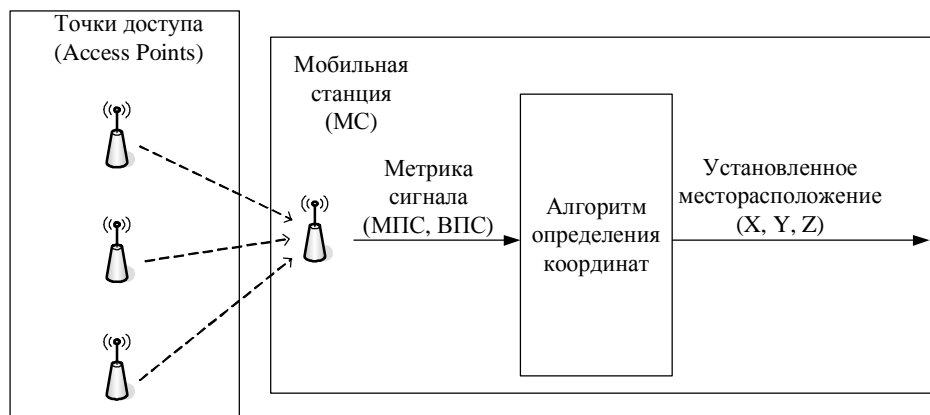 Точки доступа
(Access Points)
Мобильная
станция
(МС)
Метрика
сигнала
(МПС, ВПС)
Алгоритм
определения
координат
Установленное
месторасположение
(X, Y, Z)